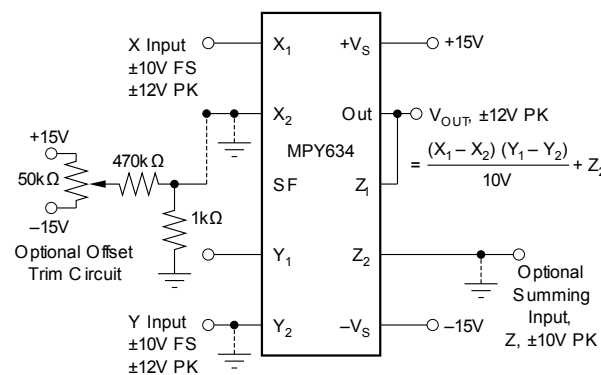 X Input
±10V FS
±12V PK
X1
+VS
+15V
X2
Out
VOUT, ±12V PK
MPY634
= (X1 – X2) (Y1 – Y2) / 10V + Z2
+15V
470kΩ
50kΩ
SF
Z1
–15V
1kΩ
Optional Offset
Trim Circuit
Y1
Z2
Optional
Summing
Input,
Z, ±10V PK
Y Input
±10V FS
±12V PK
Y2
–VS
–15V